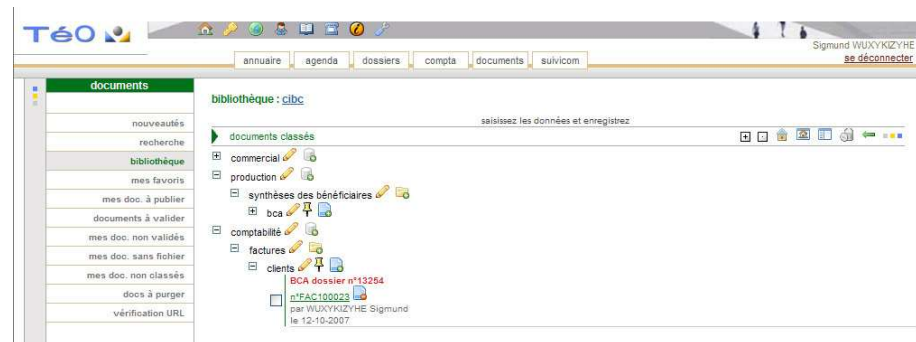 TéO
Sigmund WUXYKIZYHE
se déconnecter
annuaire agenda dossiers compta documents suivicom
documents
nouveautés
recherche
bibliothèque
mes favoris
mes doc. à publier
documents à valider
mes doc. non validés
mes doc. sans fichier
mes doc. non classés
docs à purger
vérification URL
bibliothèque : cibc
saisissez les données et enregistrez
documents classés
commercial
production
synthèses des bénéficiaires
bca
comptabilité
factures
clients
BCA dossier n°13254
n°FAC100023
par WUXYKIZYHE Sigmund
le 12-10-2007